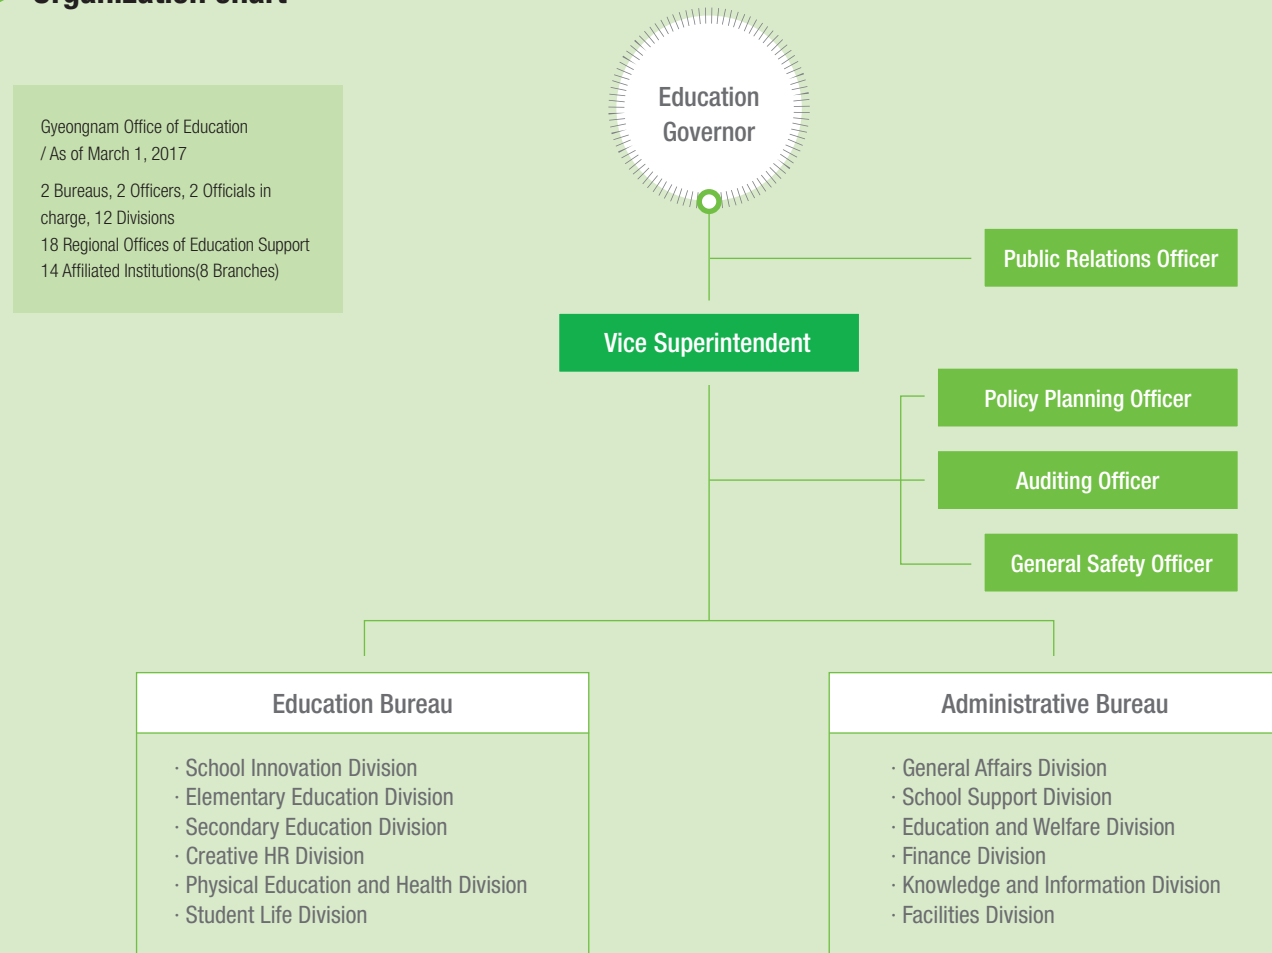 Organization Chart
Gyeongnam Office of Education
/ As of March 1, 2017
2 Bureaus, 2 Officers, 2 Officials in
charge, 12 Divisions
18 Regional Offices of Education Support
14 Affiliated Institutions(8 Branches)
Education
Governor
Public Relations Officer
Vice Superintendent
Policy Planning Officer
Auditing Officer
General Safety Officer
Education Bureau
· School Innovation Division
· Elementary Education Division
· Secondary Education Division
· Creative HR Division
· Physical Education and Health Division
· Student Life Division
Administrative Bureau
· General Affairs Division
· School Support Division
· Education and Welfare Division
· Finance Division
· Knowledge and Information Division
· Facilities Division